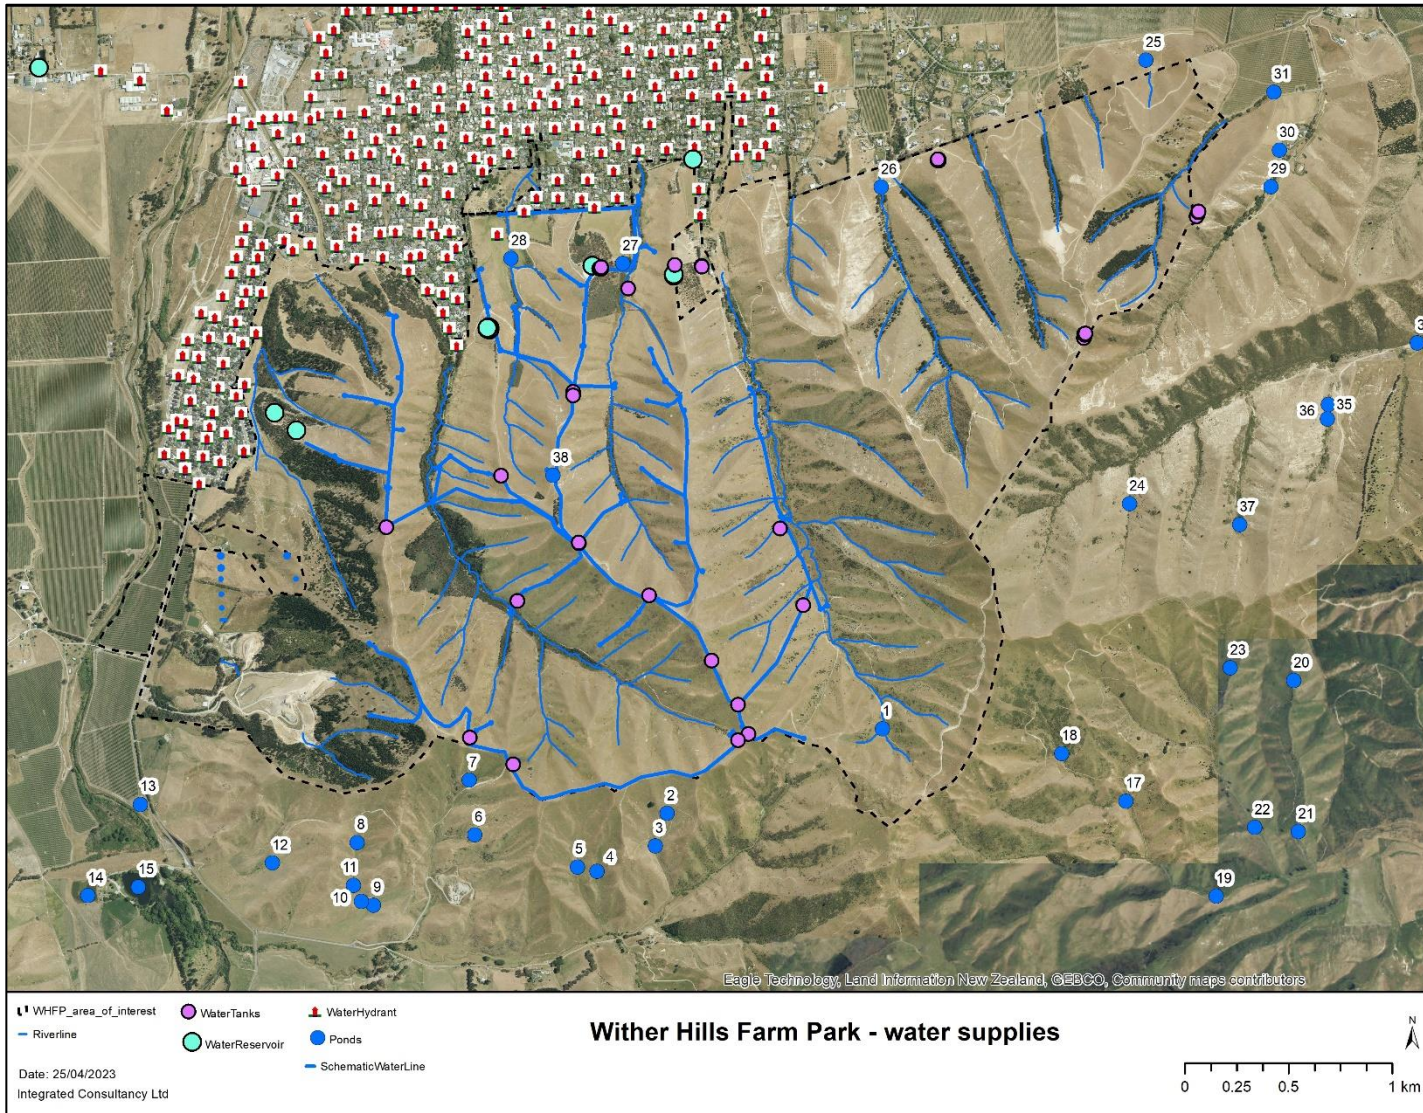 25
31
30
29
26
28
27
3
35
36
38
24
37
23
20
1
18
7
17
13
2
22
21
6
3
8
12
5
4
11
19
15
14
9
10
Eagle Technology, Land Information New Zealand, GEBCO, Community maps contributors
WHFP_area_of_interest
WaterTanks
WaterHydrant
Riverline
Ponds
WaterReservoir
SchematicWaterLine
Wither Hills Farm Park - water supplies
N
Date: 25/04/2023
Integrated Consultancy Ltd
0 0.25 0.5 1 km